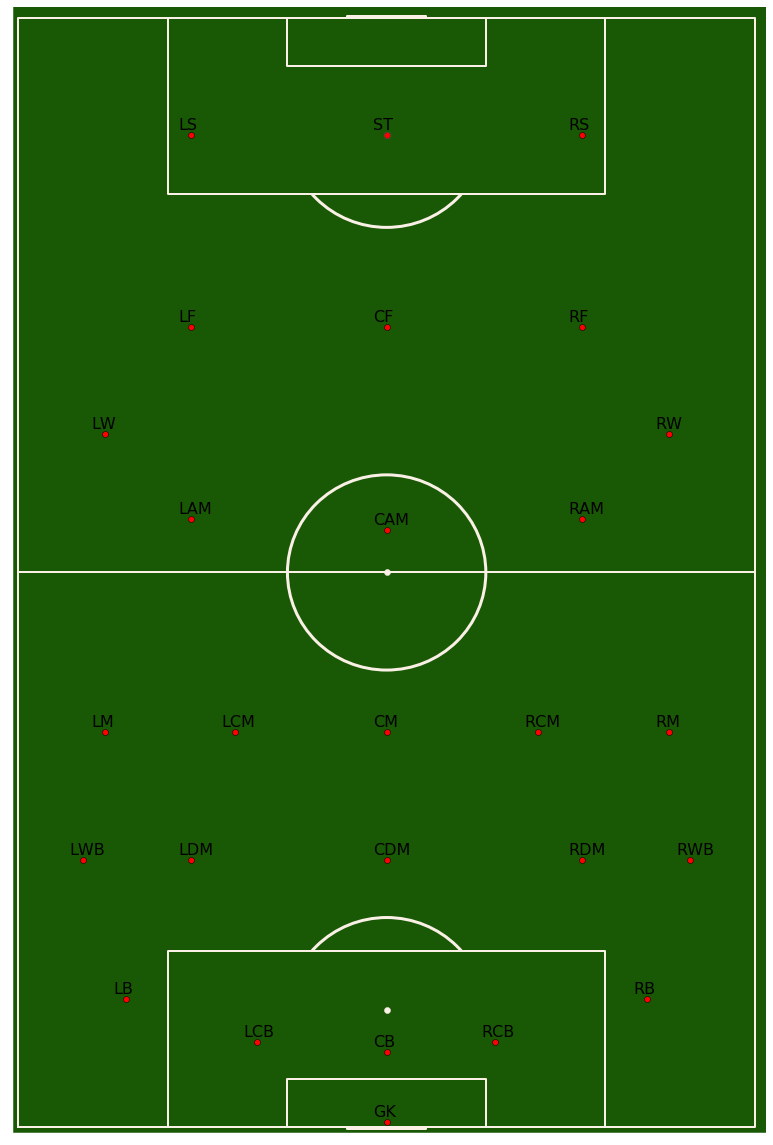 LS ST RS
LF CF RF
LW RW
LAM CAM RAM
LM LCM CM RCM RM
LWB LDM CDM RDM RWB
LB RB
LCB CB RCB
GK